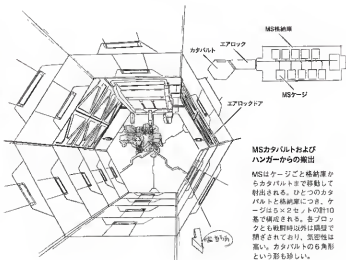 MS格納庫
エアロック
カタパルト
MSケージ
エアロックドア
MSカタパルトおよび
ハンガーからの搬出
MSはケージごと格納庫か
らカタパルトまで移動して
射出される。ひとつのカタ
パルトと格納庫につき、ケ
ージは5×2セットの計10
基で構成される。各ブロッ
クとも戦闘時以外は隔壁で
閉ざされており、気密性は
高い。カタパルトの6角形
という形も珍しい。